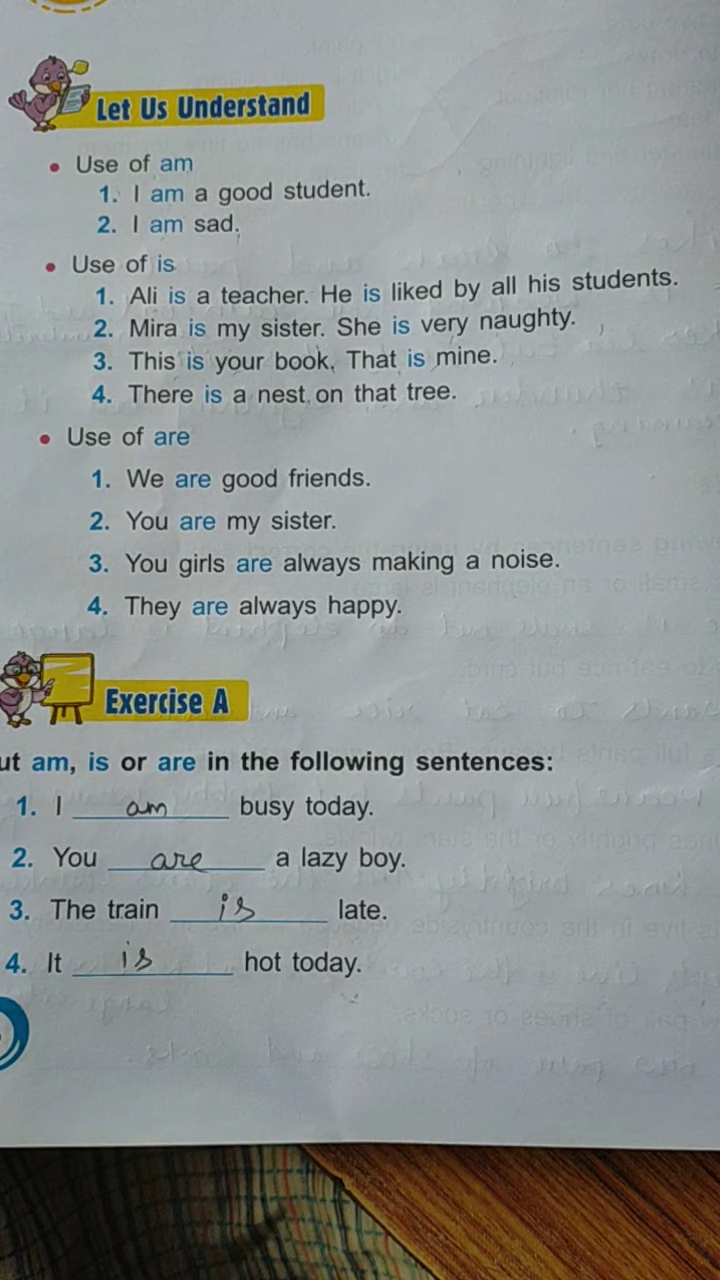 Let Us Understand
• Use of am
1. I am a good student.
2. I am sad.
• Use of is
1. Ali is a teacher. He is liked by all his students.
2. Mira is my sister. She is very naughty.
3. This is your book. That is mine.
4. There is a nest on that tree.
• Use of are
1. We are good friends.
2. You are my sister.
3. You girls are always making a noise.
4. They are always happy.
Exercise A
ut am, is or are in the following sentences:
1. I am busy today.
2. You are a lazy boy.
3. The train is late.
4. It is hot today.